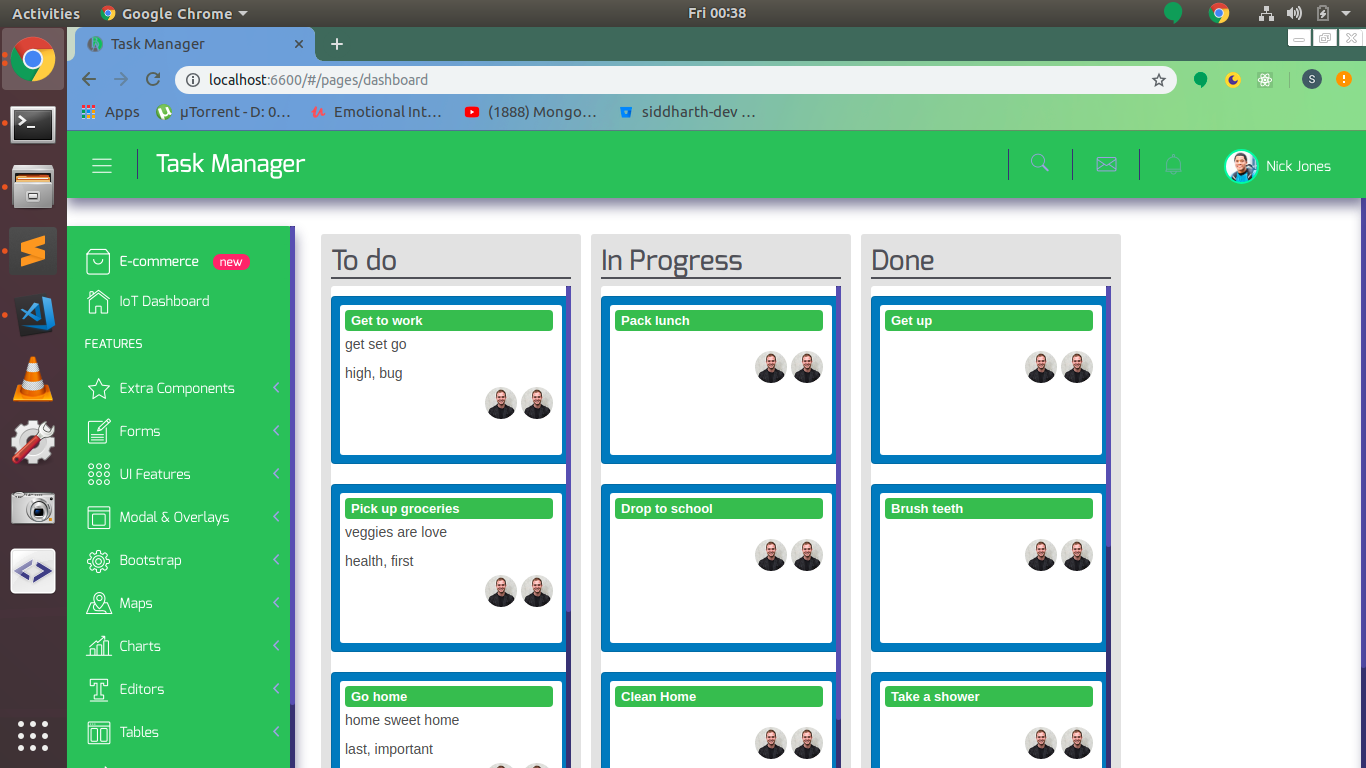 Activities Google Chrome Fri 00:38
Task Manager
localhost:6600/#/pages/dashboard S
Apps µTorrent - D: 0… Emotional Int… (1888) Mongo… siddharth-dev …
Task Manager Nick Jones
E-commerce new
IoT Dashboard
FEATURES
Extra Components
Forms
UI Features
Modal & Overlays
Bootstrap
Maps
Charts
Editors
Tables
To do
Get to work
get set go
high, bug
Pick up groceries
veggies are love
health, first
Go home
home sweet home
last, important
In Progress
Pack lunch
Drop to school
Clean Home
Done
Get up
Brush teeth
Take a shower